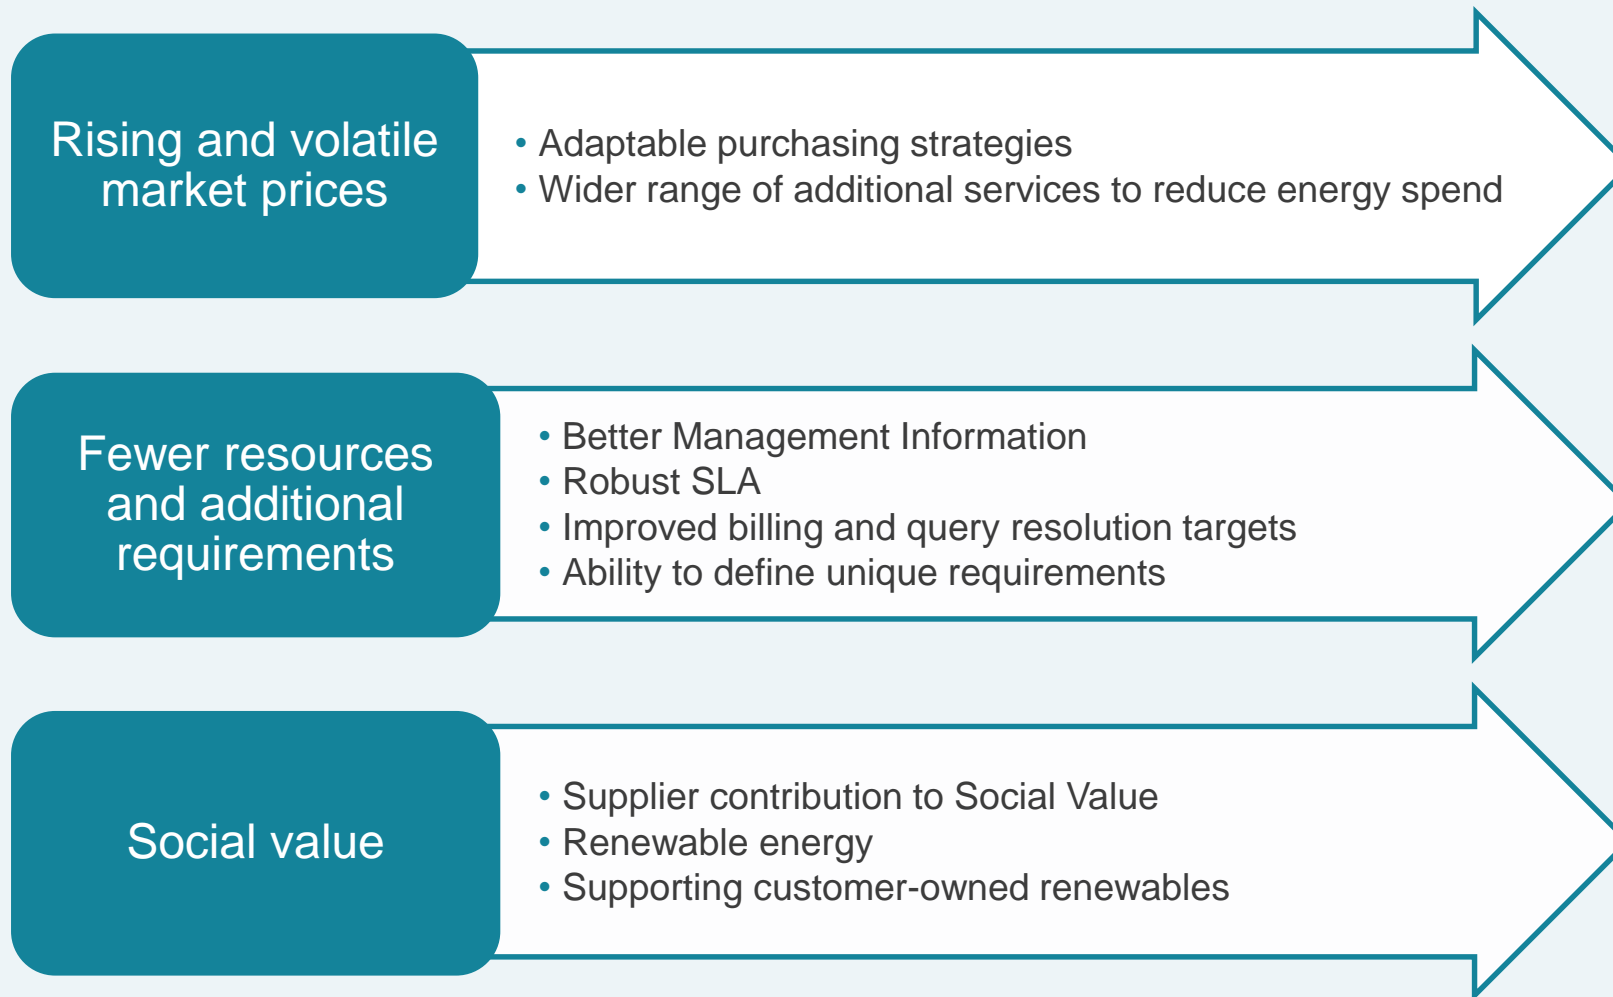 Rising and volatile
market prices
• Adaptable purchasing strategies
• Wider range of additional services to reduce energy spend
Fewer resources
and additional
requirements
• Better Management Information
• Robust SLA
• Improved billing and query resolution targets
• Ability to define unique requirements
Social value
• Supplier contribution to Social Value
• Renewable energy
• Supporting customer-owned renewables